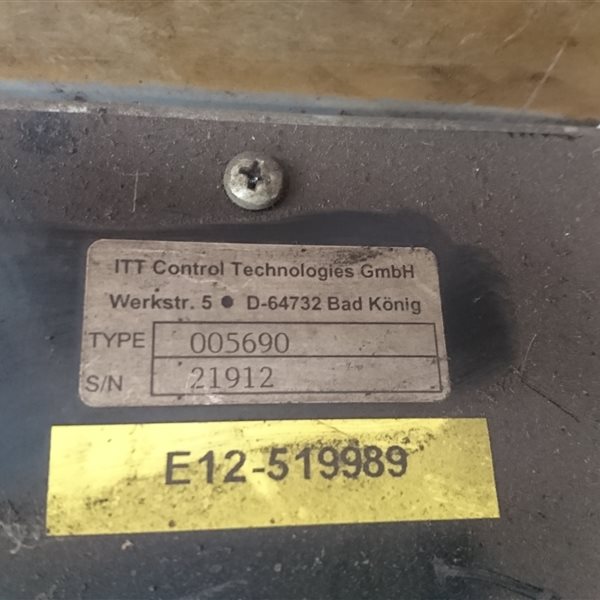 ITT Control Technologies GmbH
Werkstr. 5 ● D-64732 Bad König
TYPE 005690
S/N 21912
E12-519989